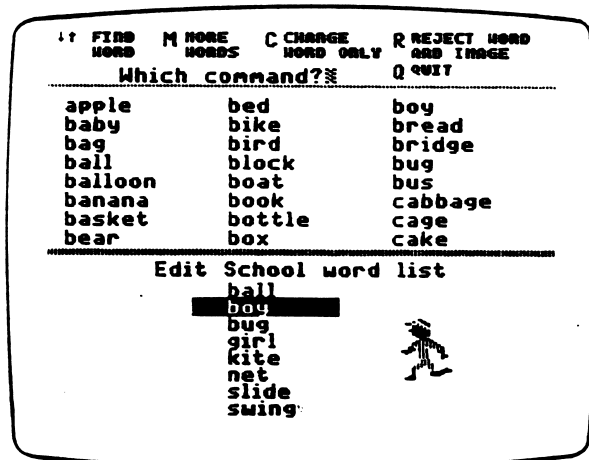 ↓↑ FIND WORD M MORE WORDS C CHANGE WORD ONLY R REJECT WORD AND IMAGE
Which command? Q QUIT
apple bed boy
baby bike bread
bag bird bridge
ball block bug
balloon boat bus
banana book cabbage
basket bottle cage
bear box cake
Edit School word list
ball
boy
bug
girl
kite
net
slide
swing